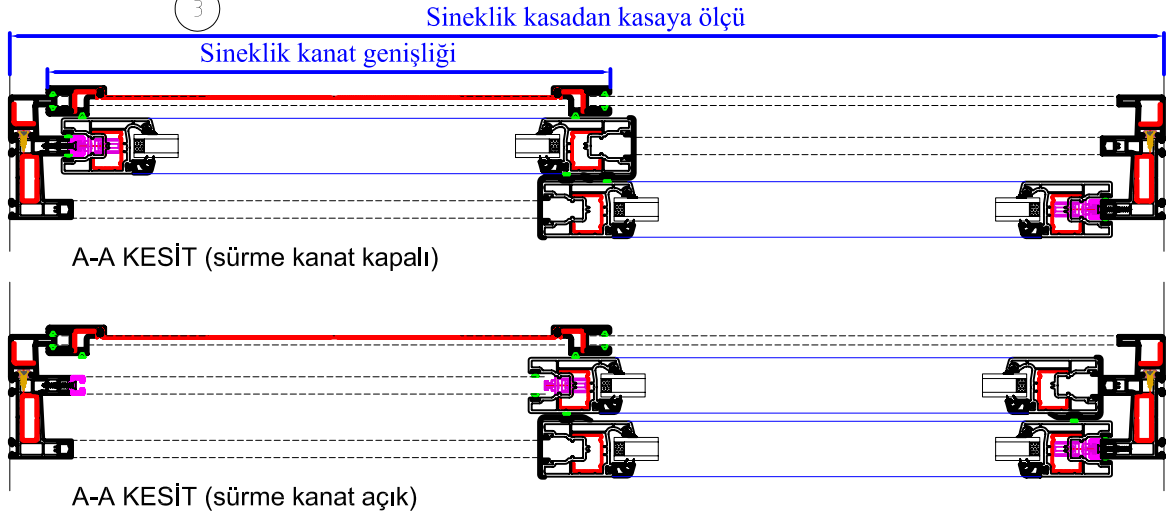 3
Sineklik kasadan kasaya ölçü
Sineklik kanat genişliği
A-A KESİT (sürme kanat kapalı)
A-A KESİT (sürme kanat açık)